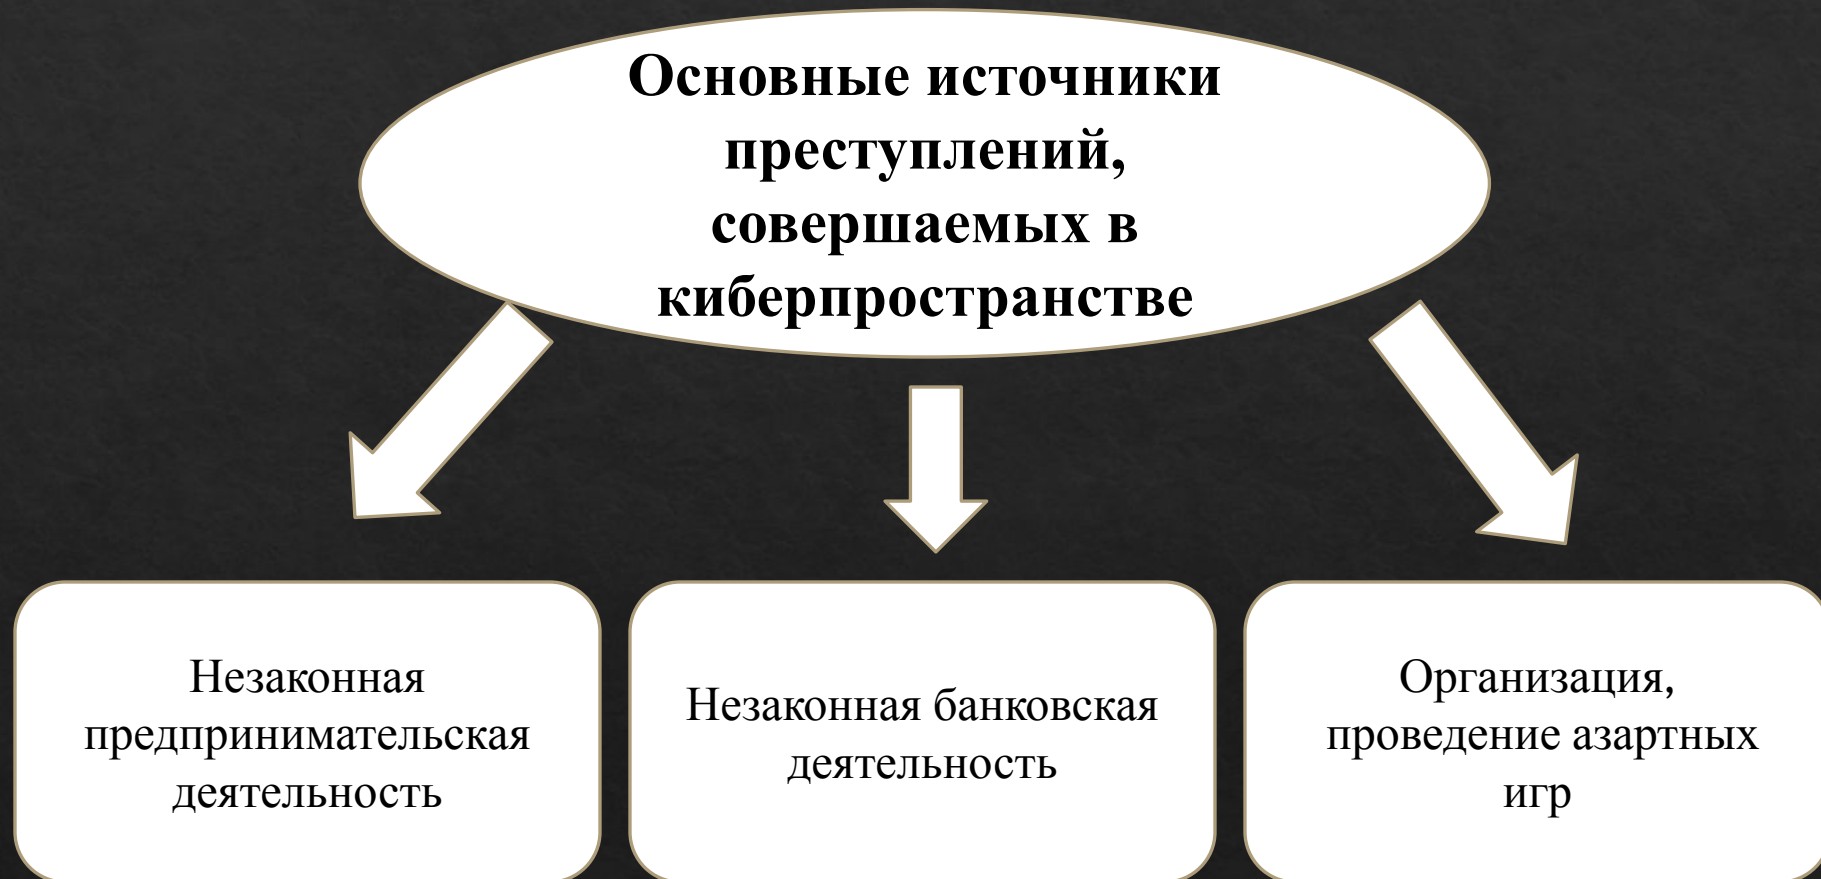 Основные источники
преступлений,
совершаемых в
киберпространстве
Незаконная
предпринимательская
деятельность
Незаконная банковская
деятельность
Организация,
проведение азартных
игр